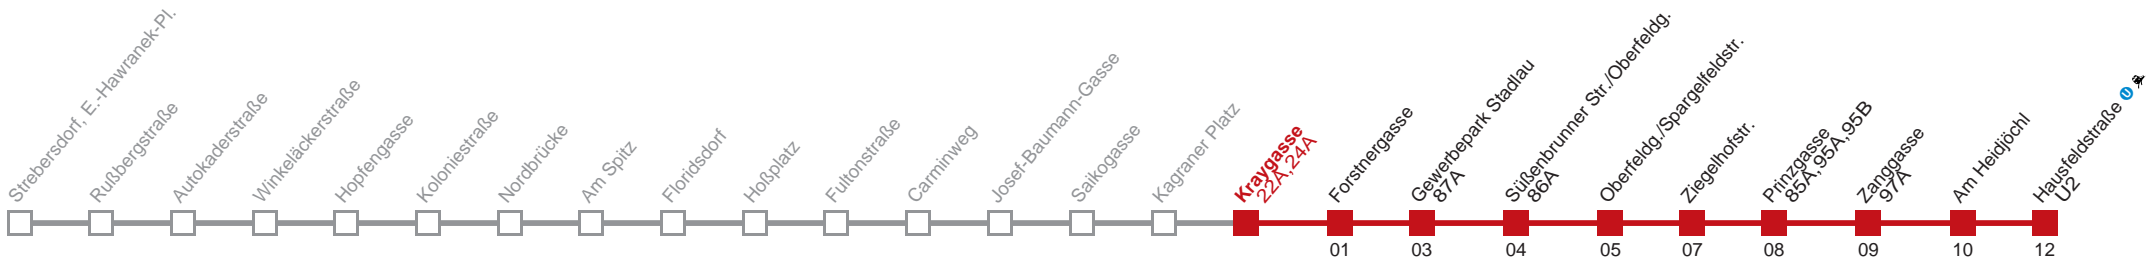 Strebersdorf, E.-Hawranek-Pl.
Rußbergstraße
Autokaderstraße
Winkeläckerstraße
Hopfengasse
Koloniestraße
Nordbrücke
Am Spitz
Floridsdorf
Hoßplatz
Fultonstraße
Carminweg
Josef-Baumann-Gasse
Saikogasse
Kagraner Platz
Kraygasse
22A,24A
Forstnergasse
Gewerbepark Stadlau
87A
Süßenbrunner Str./Oberfeldg.
86A
Oberfeldg./Spargelfeldstr.
Ziegelhofstr.
Prinzgasse
85A,95A,95B
Zanggasse
97A
Am Heidjöchl
Hausfeldstraße U
U2
01 03 04 05 07 08 09 10 12